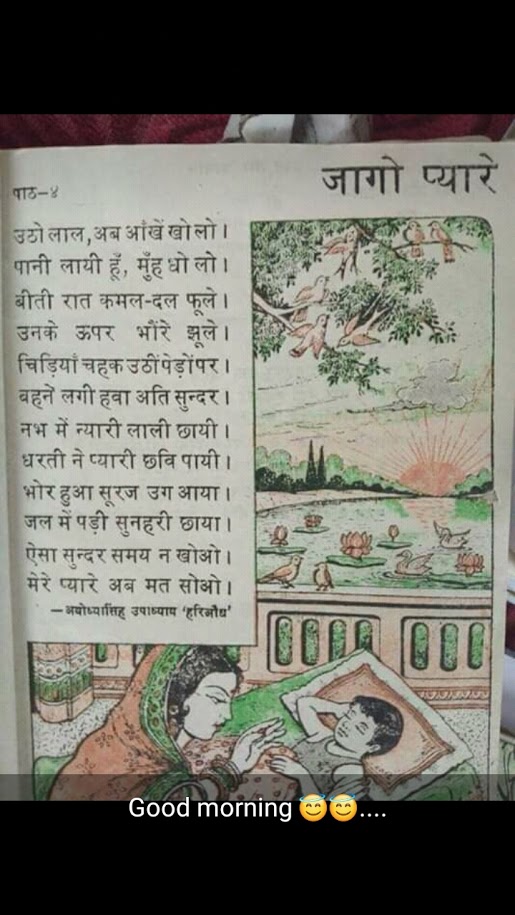 पाठ-४
जागो प्यारे
उठो लाल, अब आँखें खोलो।
पानी लायी हूँ, मुँह धो लो।
बीती रात कमल-दल फूले।
उनके ऊपर भौंरे झूले।
चिड़ियाँ चहक उठीं पेड़ों पर।
बहनें लगी हवा अति सुन्दर।
नभ में न्यारी लाली छायी।
धरती ने प्यारी छवि पायी।
भोर हुआ सूरज उग आया।
जल में पड़ी सुनहरी छाया।
ऐसा सुन्दर समय न खोओ।
मेरे प्यारे अब मत सोओ।
—अयोध्यासिंह उपाध्याय 'हरिऔध'
Good morning 😇😇....